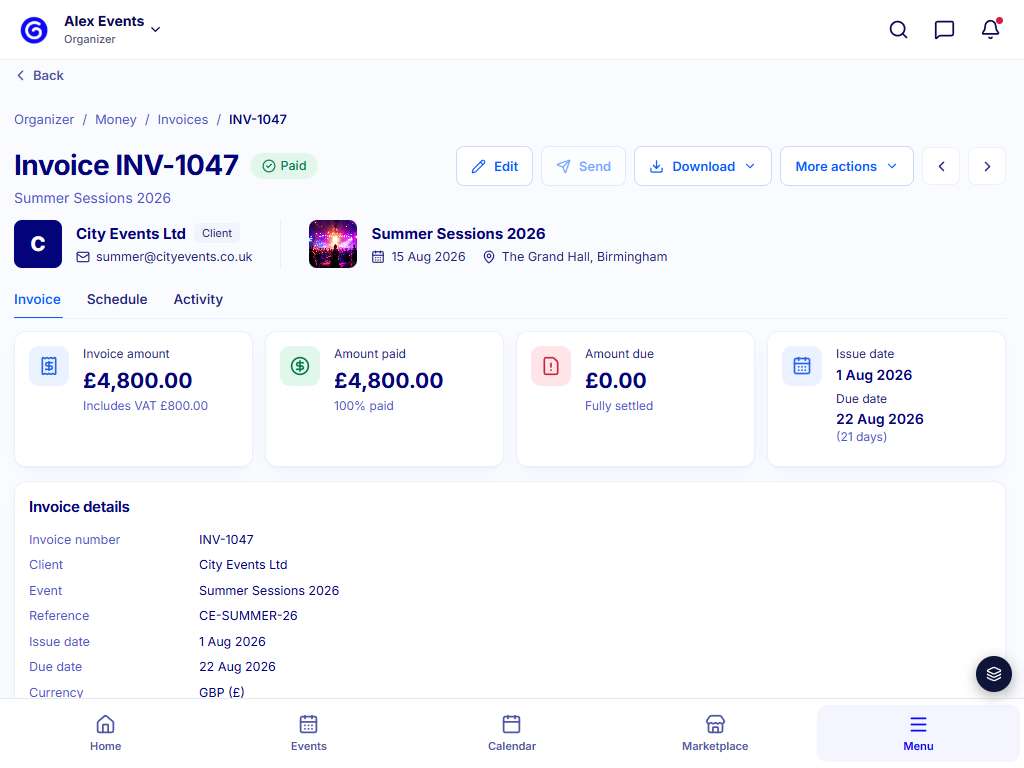 Alex Events
Organizer
Back
Organizer / Money / Invoices / INV-1047
Invoice INV-1047
Paid
Edit
Send
Download
More actions
Summer Sessions 2026
C
City Events Ltd
Client
summer@cityevents.co.uk
Summer Sessions 2026
15 Aug 2026
The Grand Hall, Birmingham
Invoice
Schedule
Activity
Invoice amount
£4,800.00
Includes VAT £800.00
Amount paid
£4,800.00
100% paid
Amount due
£0.00
Fully settled
Issue date
1 Aug 2026
Due date
22 Aug 2026
(21 days)
Invoice details
Invoice number INV-1047
Client City Events Ltd
Event Summer Sessions 2026
Reference CE-SUMMER-26
Issue date 1 Aug 2026
Due date 22 Aug 2026
Currency GBP (£)
Home
Events
Calendar
Marketplace
Menu